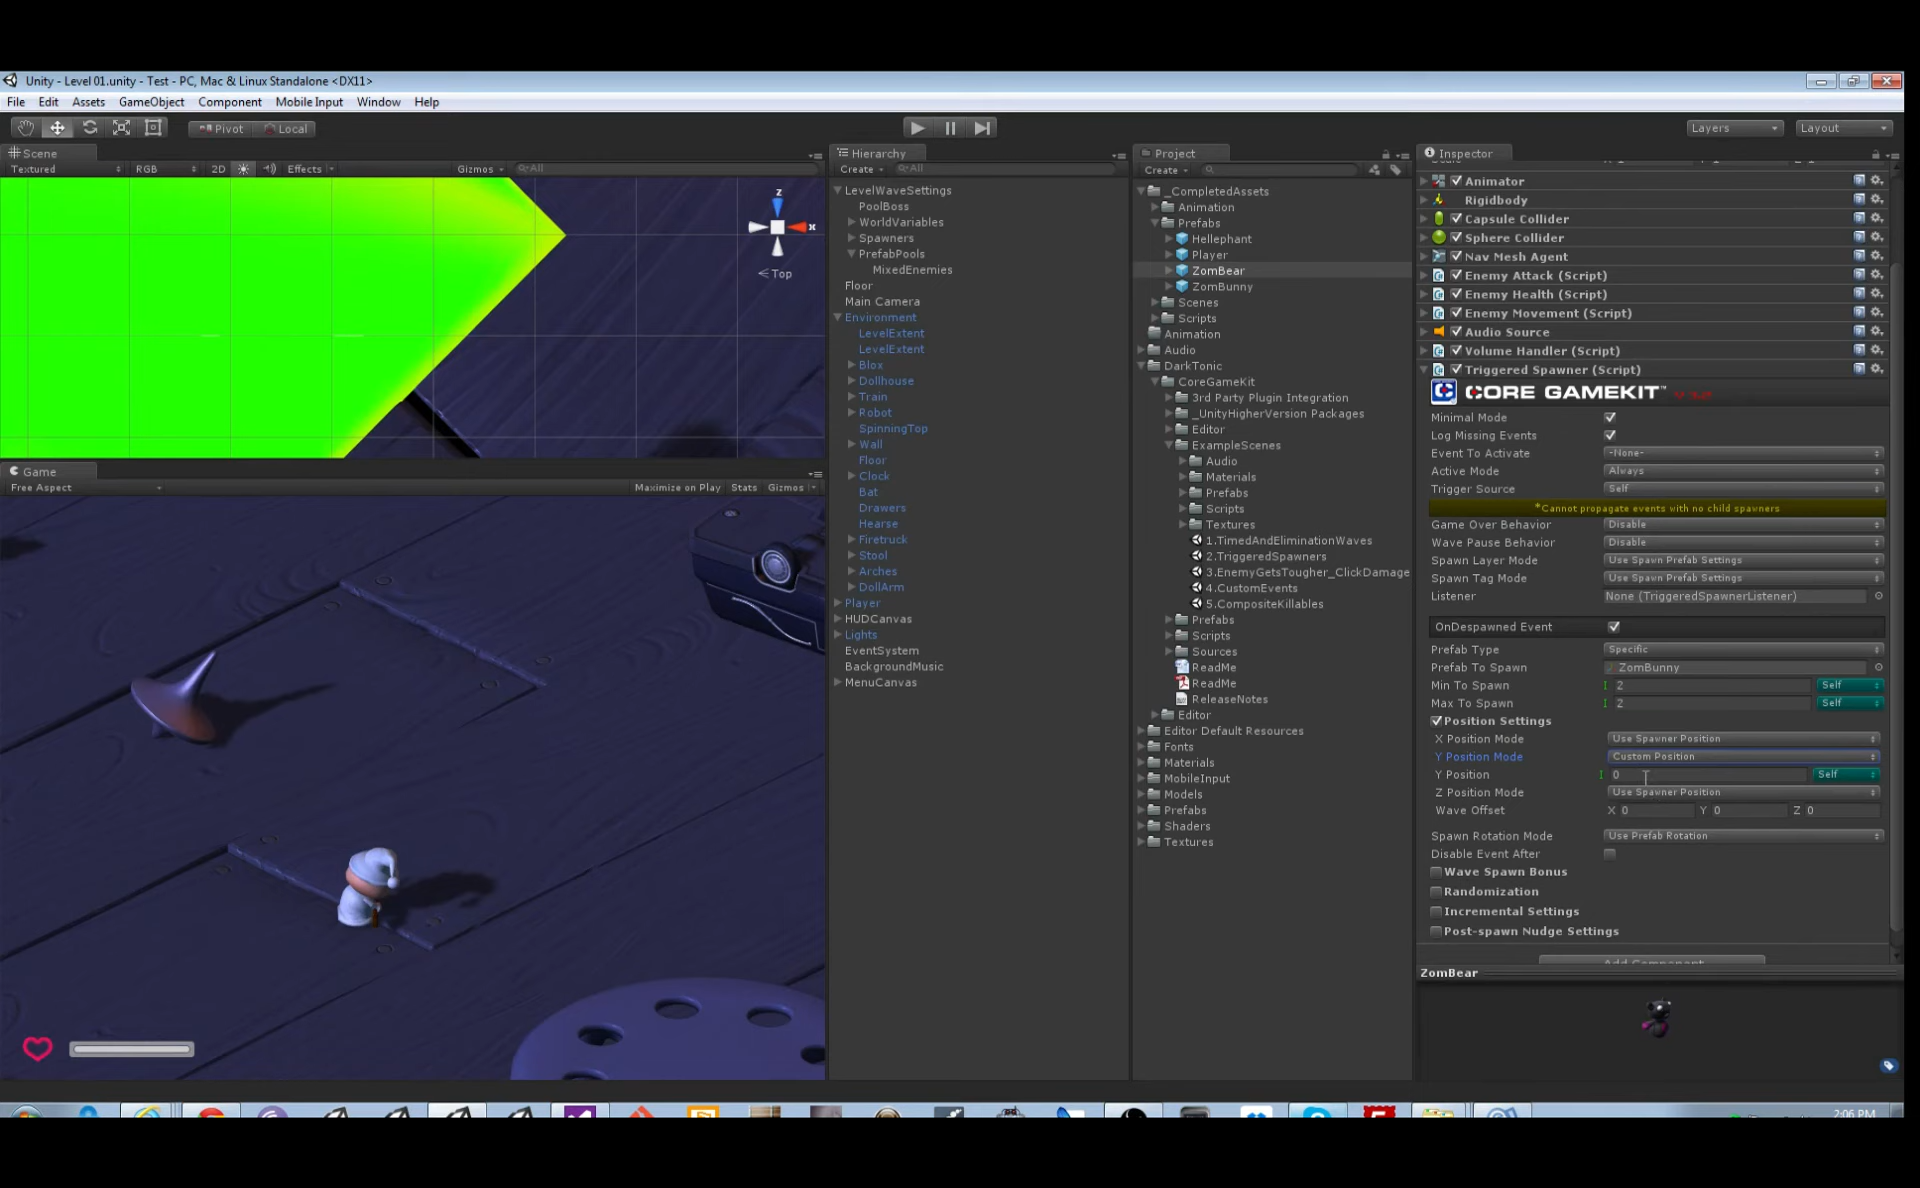 Unity - Level 01.unity - Test - PC, Mac & Linux Standalone <DX11>
File Edit Assets GameObject Component Mobile Input Window Help
Pivot Local
Layers Layout
Scene
Textured RGB 2D Effects Gizmos All
z
x
Top
Game
Free Aspect Maximize on Play Stats Gizmos
Hierarchy
Create All
LevelWaveSettings
PoolBoss
WorldVariables
Spawners
PrefabPools
MixedEnemies
Floor
Main Camera
Environment
LevelExtent
LevelExtent
Blox
Dollhouse
Train
Robot
SpinningTop
Wall
Floor
Clock
Bat
Drawers
Hearse
Firetruck
Stool
Arches
DollArm
Player
HUDCanvas
Lights
EventSystem
BackgroundMusic
MenuCanvas
Project
Create
_CompletedAssets
Animation
Prefabs
Hellephant
Player
ZomBear
ZomBunny
Scenes
Scripts
Animation
Audio
DarkTonic
CoreGameKit
3rd Party Plugin Integration
_UnityHigherVersion Packages
Editor
ExampleScenes
Audio
Materials
Prefabs
Scripts
Textures
1.TimedAndEliminationWaves
2.TriggeredSpawners
3.EnemyGetsTougher_ClickDamage
4.CustomEvents
5.CompositeKillables
Prefabs
Scripts
Sources
ReadMe
ReadMe
ReleaseNotes
Editor
Editor Default Resources
Fonts
Materials
MobileInput
Models
Prefabs
Shaders
Textures
Inspector
Animator
Rigidbody
Capsule Collider
Sphere Collider
Nav Mesh Agent
Enemy Attack (Script)
Enemy Health (Script)
Enemy Movement (Script)
Audio Source
Volume Handler (Script)
Triggered Spawner (Script)
CORE GAMEKIT™
Minimal Mode
Log Missing Events
Event To Activate -None-
Active Mode Always
Trigger Source Self
*Cannot propagate events with no child spawners
Game Over Behavior Disable
Wave Pause Behavior Disable
Spawn Layer Mode Use Spawn Prefab Settings
Spawn Tag Mode Use Spawn Prefab Settings
Listener None (TriggeredSpawnerListener)
OnDespawned Event
Prefab Type Specific
Prefab To Spawn ZomBunny
Min To Spawn 2 Self
Max To Spawn 2 Self
Position Settings
X Position Mode Use Spawner Position
Y Position Mode Custom Position
Y Position 0 Self
Z Position Mode Use Spawner Position
Wave Offset X 0 Y 0 Z 0
Spawn Rotation Mode Use Prefab Rotation
Disable Event After
Wave Spawn Bonus
Randomization
Incremental Settings
Post-spawn Nudge Settings
Add Component
ZomBear
2:06 PM